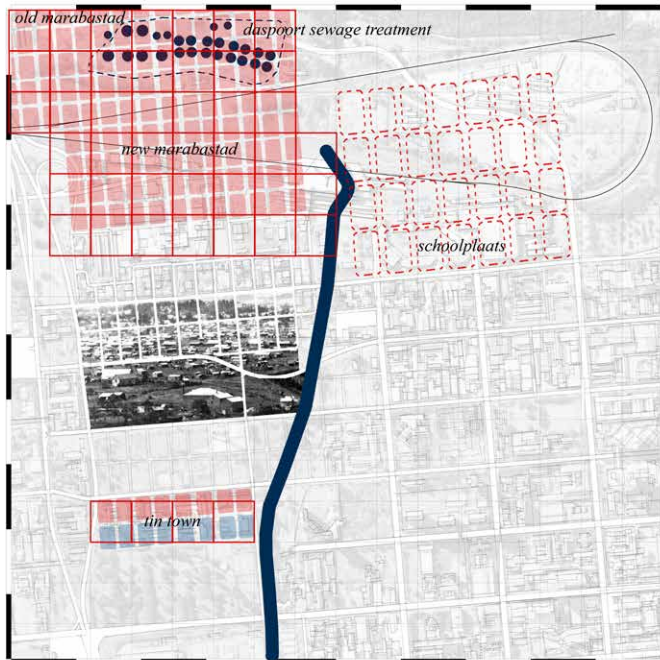 old marabastad
daspoort sewage treatment
new marabastad
schoolplaats
tin town